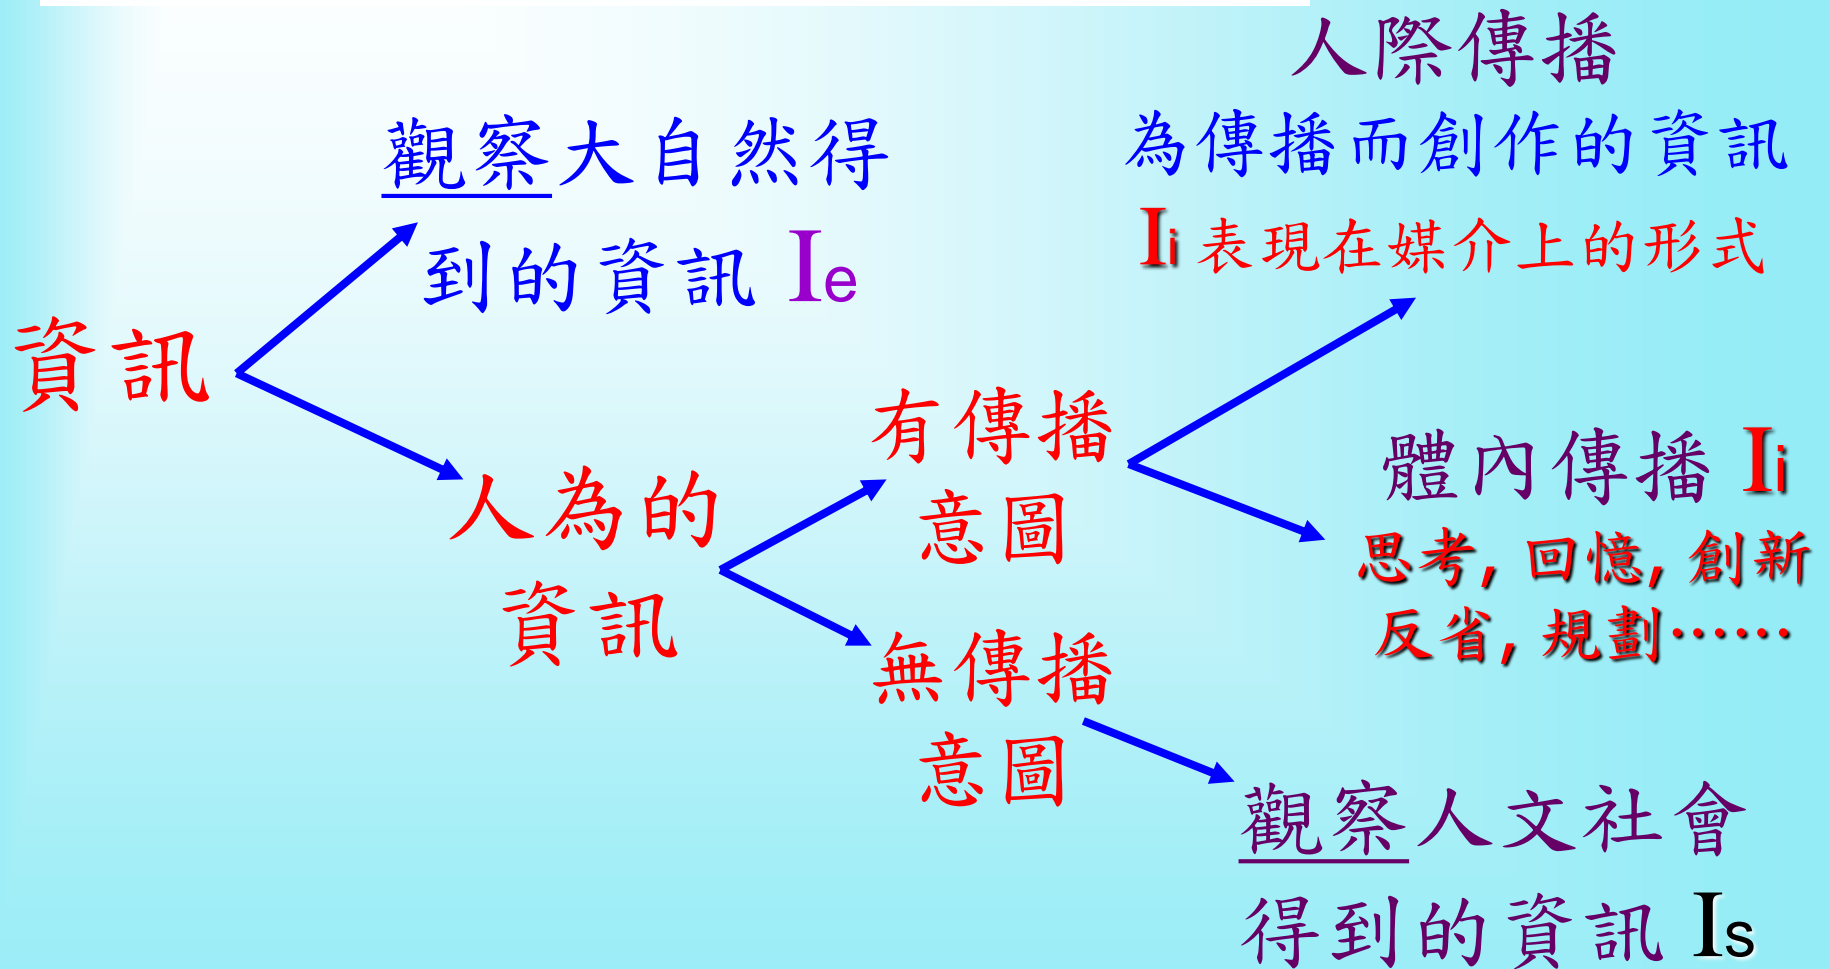 人際傳播
為傳播而創作的資訊
Ii 表現在媒介上的形式
觀察大自然得
到的資訊 Ie
資訊
人為的
資訊
有傳播
意圖
無傳播
意圖
體內傳播 Ii
思考, 回憶, 創新
反省, 規劃……
觀察人文社會
得到的資訊 Is